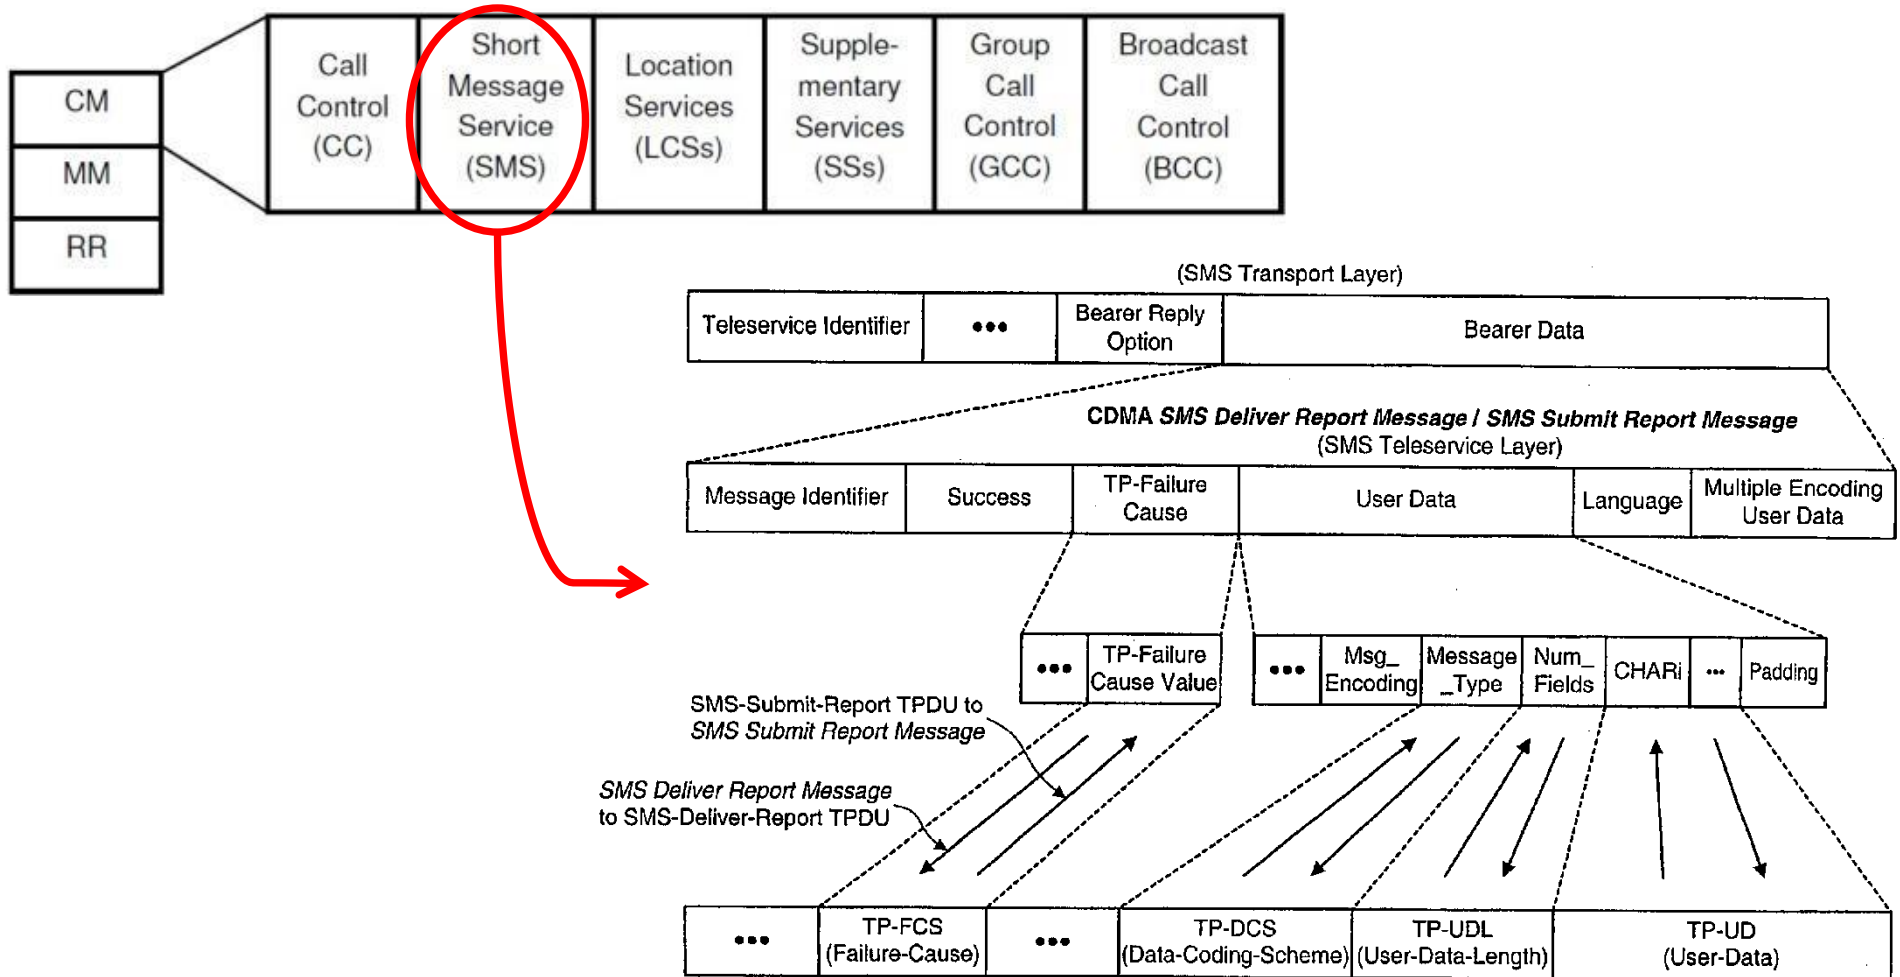 CM
MM
RR
Call
Control
(CC)
Short
Message
Service
(SMS)
Location
Services
(LCSs)
Supple-
mentary
Services
(SSs)
Group
Call
Control
(GCC)
Broadcast
Call
Control
(BCC)
(SMS Transport Layer)
Teleservice Identifier
•••
Bearer Reply
Option
Bearer Data
CDMA SMS Deliver Report Message / SMS Submit Report Message
(SMS Teleservice Layer)
Message Identifier
Success
TP-Failure
Cause
User Data
Language
Multiple Encoding
User Data
•••
TP-Failure
Cause Value
•••
Msg_
Encoding
Message
_Type
Num_
Fields
CHARi
•••
Padding
SMS-Submit-Report TPDU to
SMS Submit Report Message
SMS Deliver Report Message
to SMS-Deliver-Report TPDU
•••
TP-FCS
(Failure-Cause)
•••
TP-DCS
(Data-Coding-Scheme)
TP-UDL
(User-Data-Length)
TP-UD
(User-Data)